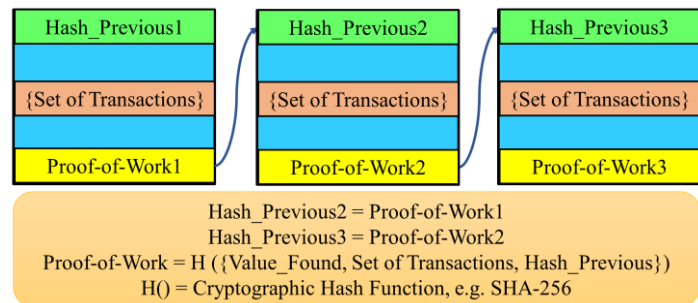 Hash_Previous1
Hash_Previous2
Hash_Previous3
{Set of Transactions}
{Set of Transactions}
{Set of Transactions}
Proof-of-Work1
Proof-of-Work2
Proof-of-Work3
Hash_Previous2 = Proof-of-Work1
Hash_Previous3 = Proof-of-Work2
Proof-of-Work = H ({Value_Found, Set of Transactions, Hash_Previous})
H() = Cryptographic Hash Function, e.g. SHA-256